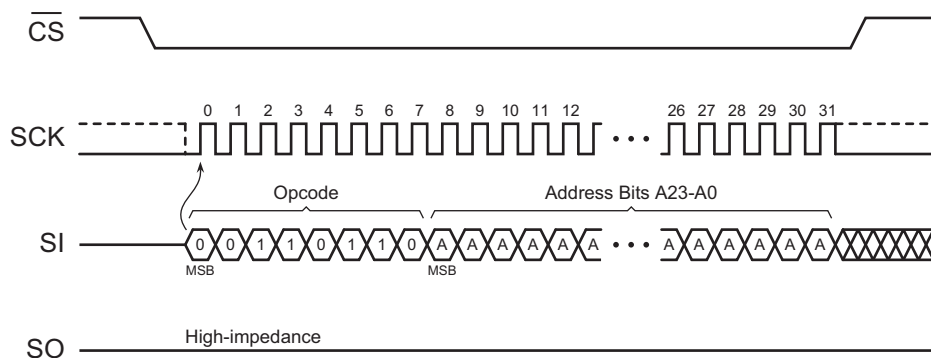 CS
SCK
0 1 2 3 4 5 6 7 8 9 10 11 12 26 27 28 29 30 31
Opcode Address Bits A23-A0
SI
0 0 1 1 0 1 1 0 A A A A A A A A A A A A
MSB MSB
SO
High-impedance